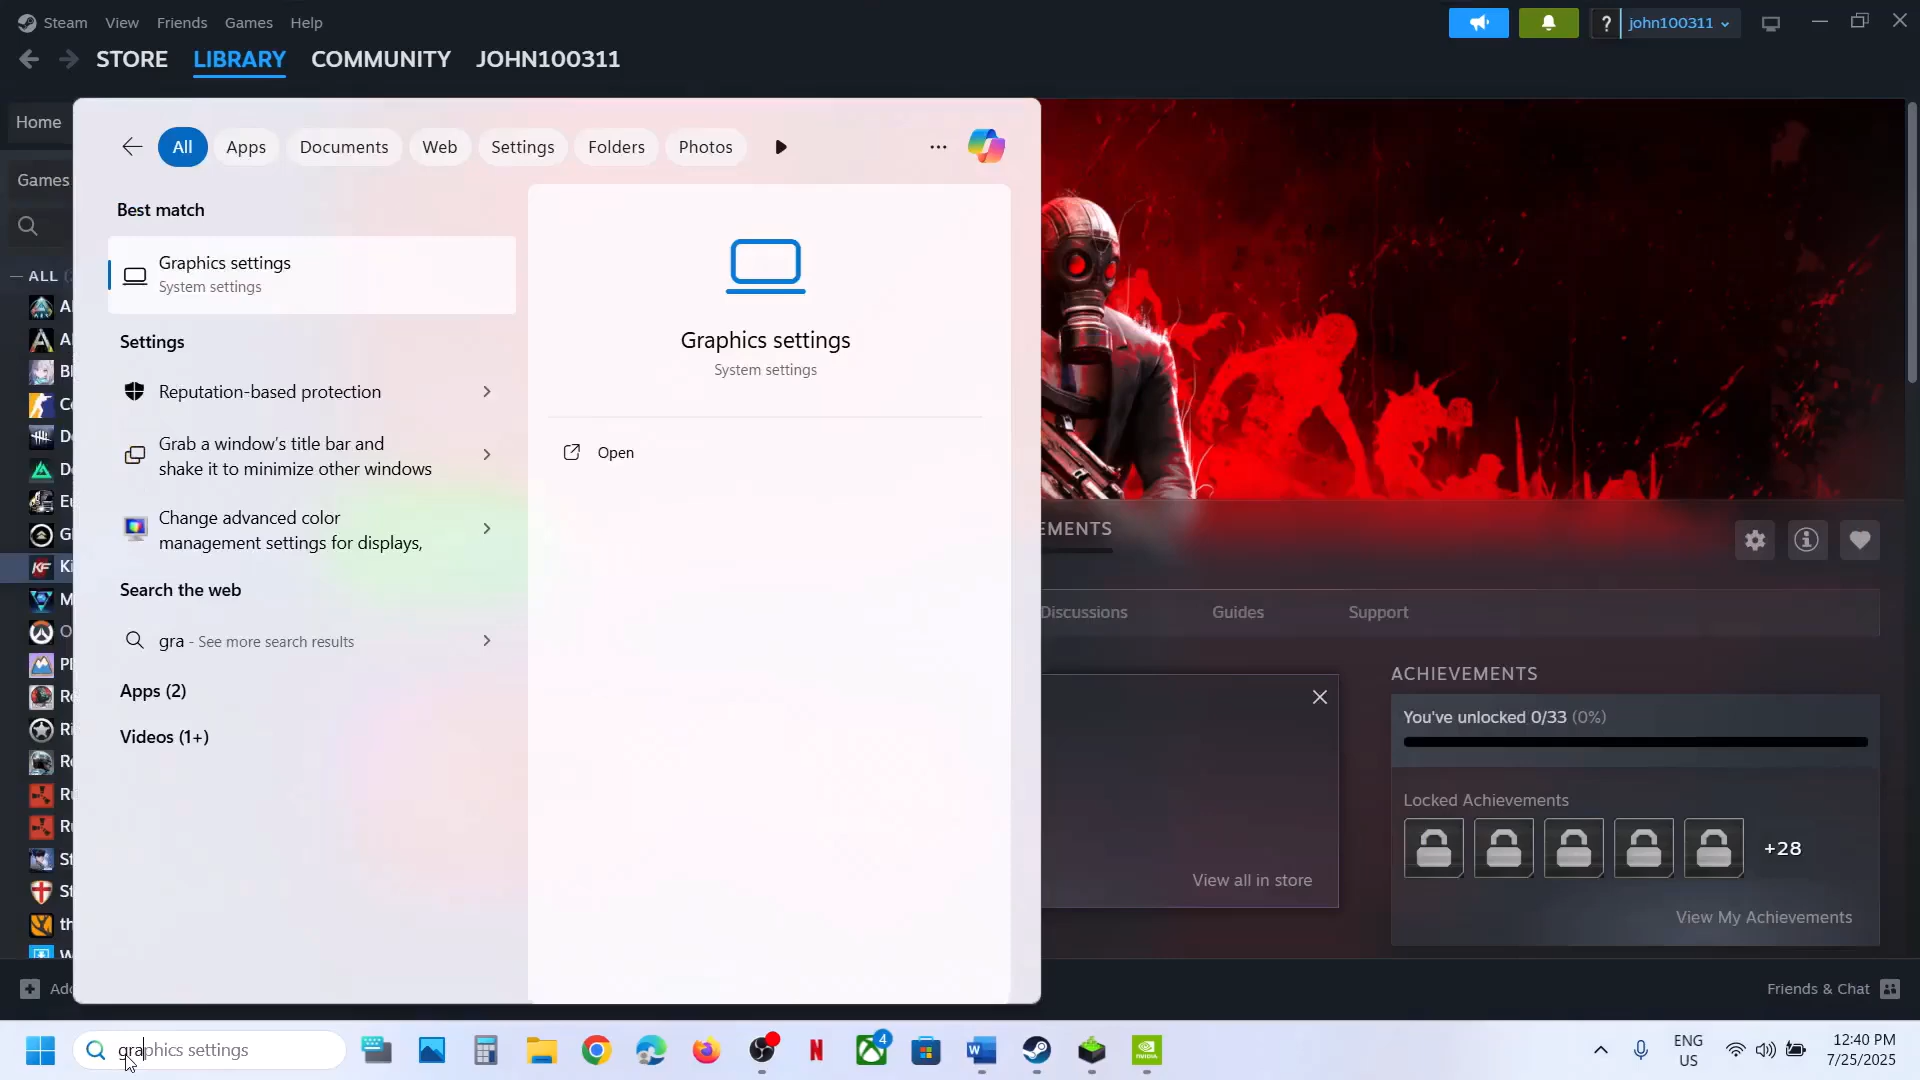 Steam View Friends Games Help
john100311
STORE LIBRARY COMMUNITY JOHN100311
Home
Games
ALL
All Apps Documents Web Settings Folders Photos
Best match
Graphics settings
System settings
Settings
Reputation-based protection
Grab a window's title bar and
shake it to minimize other windows
Change advanced color
management settings for displays,
Search the web
gra - See more search results
Apps (2)
Videos (1+)
Graphics settings
System settings
Open
EMENTS
Discussions Guides Support
View all in store
ACHIEVEMENTS
You've unlocked 0/33 (0%)
Locked Achievements
+28
View My Achievements
Friends & Chat
graphics settings
4
ENG
US
12:40 PM
7/25/2025